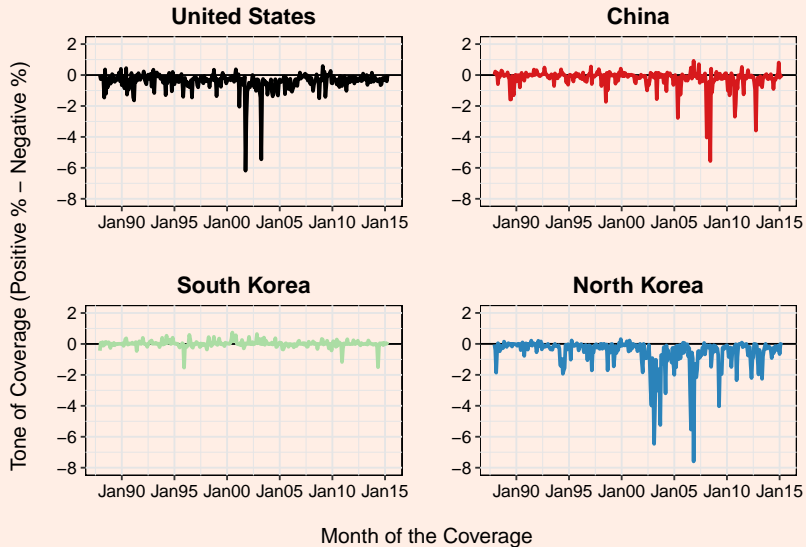 United States
China
2
0
−2
−4
−6
−8
Jan90 Jan95 Jan00 Jan05 Jan10 Jan15
2
0
−2
−4
−6
−8
Jan90 Jan95 Jan00 Jan05 Jan10 Jan15
South Korea
North Korea
2
0
−2
−4
−6
−8
Jan90 Jan95 Jan00 Jan05 Jan10 Jan15
2
0
−2
−4
−6
−8
Jan90 Jan95 Jan00 Jan05 Jan10 Jan15
Tone of Coverage (Positive % − Negative %)
Month of the Coverage